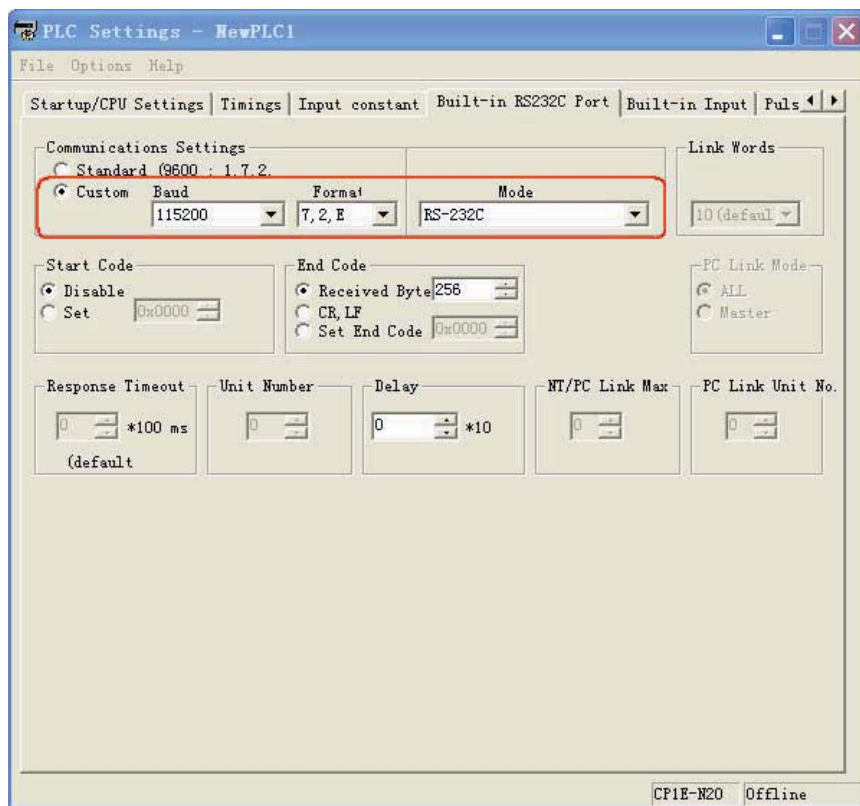 PLC Settings - NewPLC1
File Options Help
Startup/CPU Settings Timings Input constant Built-in RS232C Port Built-in Input Puls
Communications Settings Link Words
Standard (9600 : 1,7,2,
Custom Baud Format Mode
115200 7,2,E RS-232C 10(defaul
Start Code End Code PC Link Mode
Disable Received Byte 256 ALL
Set 0x0000 CR,LF Master
Set End Code 0x0000
Response Timeout Unit Number Delay NT/PC Link Max PC Link Unit No.
0 *100 ms 0 0 *10 0 0
(default
CP1E-N20 Offline